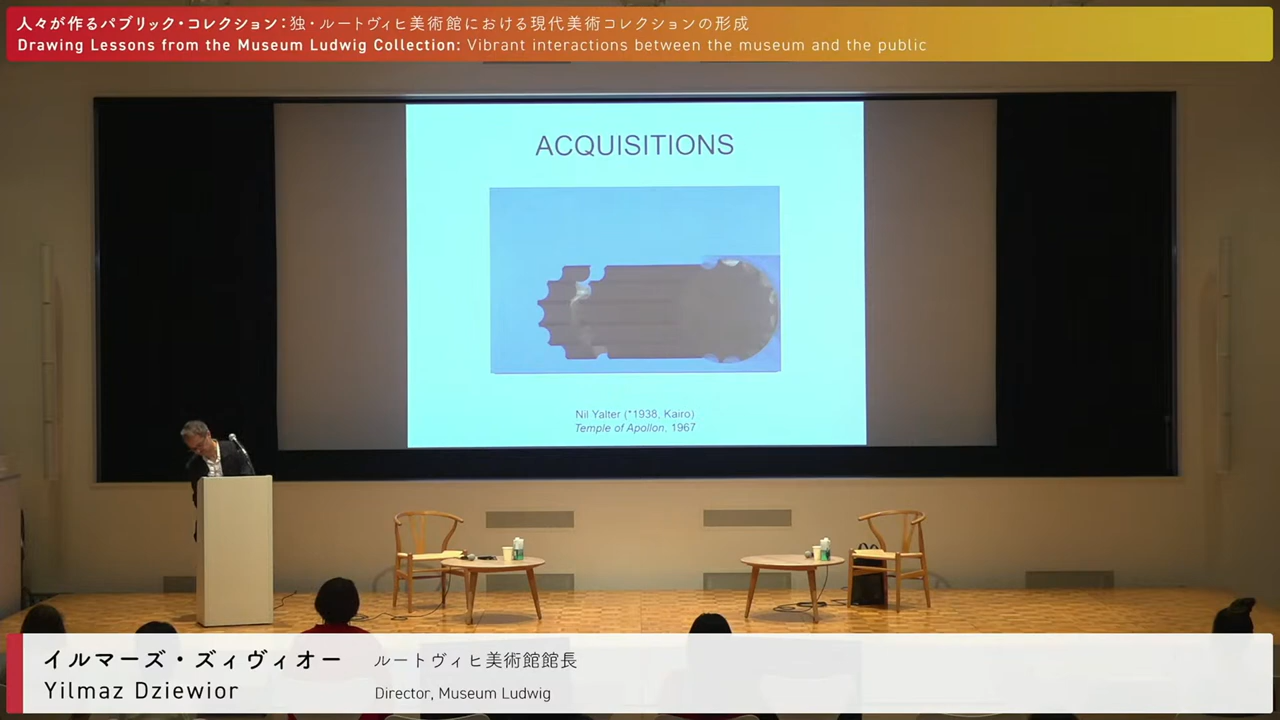 人々が作るパブリック・コレクション：独・ルートヴィヒ美術館における現代美術コレクションの形成
Drawing Lessons from the Museum Ludwig Collection: Vibrant interactions between the museum and the public
ACQUISITIONS
Nil Yalter (*1938, Kairo)
Temple of Apollon, 1967
イルマーズ・ズィヴィオー ルートヴィヒ美術館館長
Yilmaz Dziewior Director, Museum Ludwig